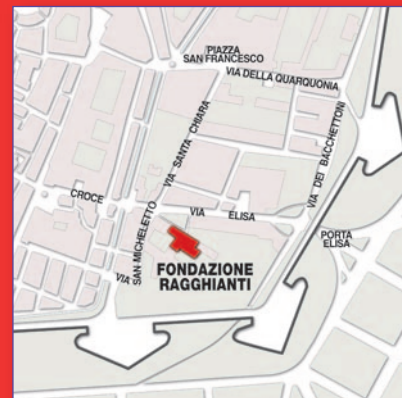 PIAZZA
SAN FRANCESCO
VIA DELLA QUARQUONIA
VIA SANTA CHIARA
VIA DEI BACCHETTONI
CROCE
VIA ELISA
PORTA
ELISA
VIA
SAN MICHELETTO
FONDAZIONE
RAGGHIANTI